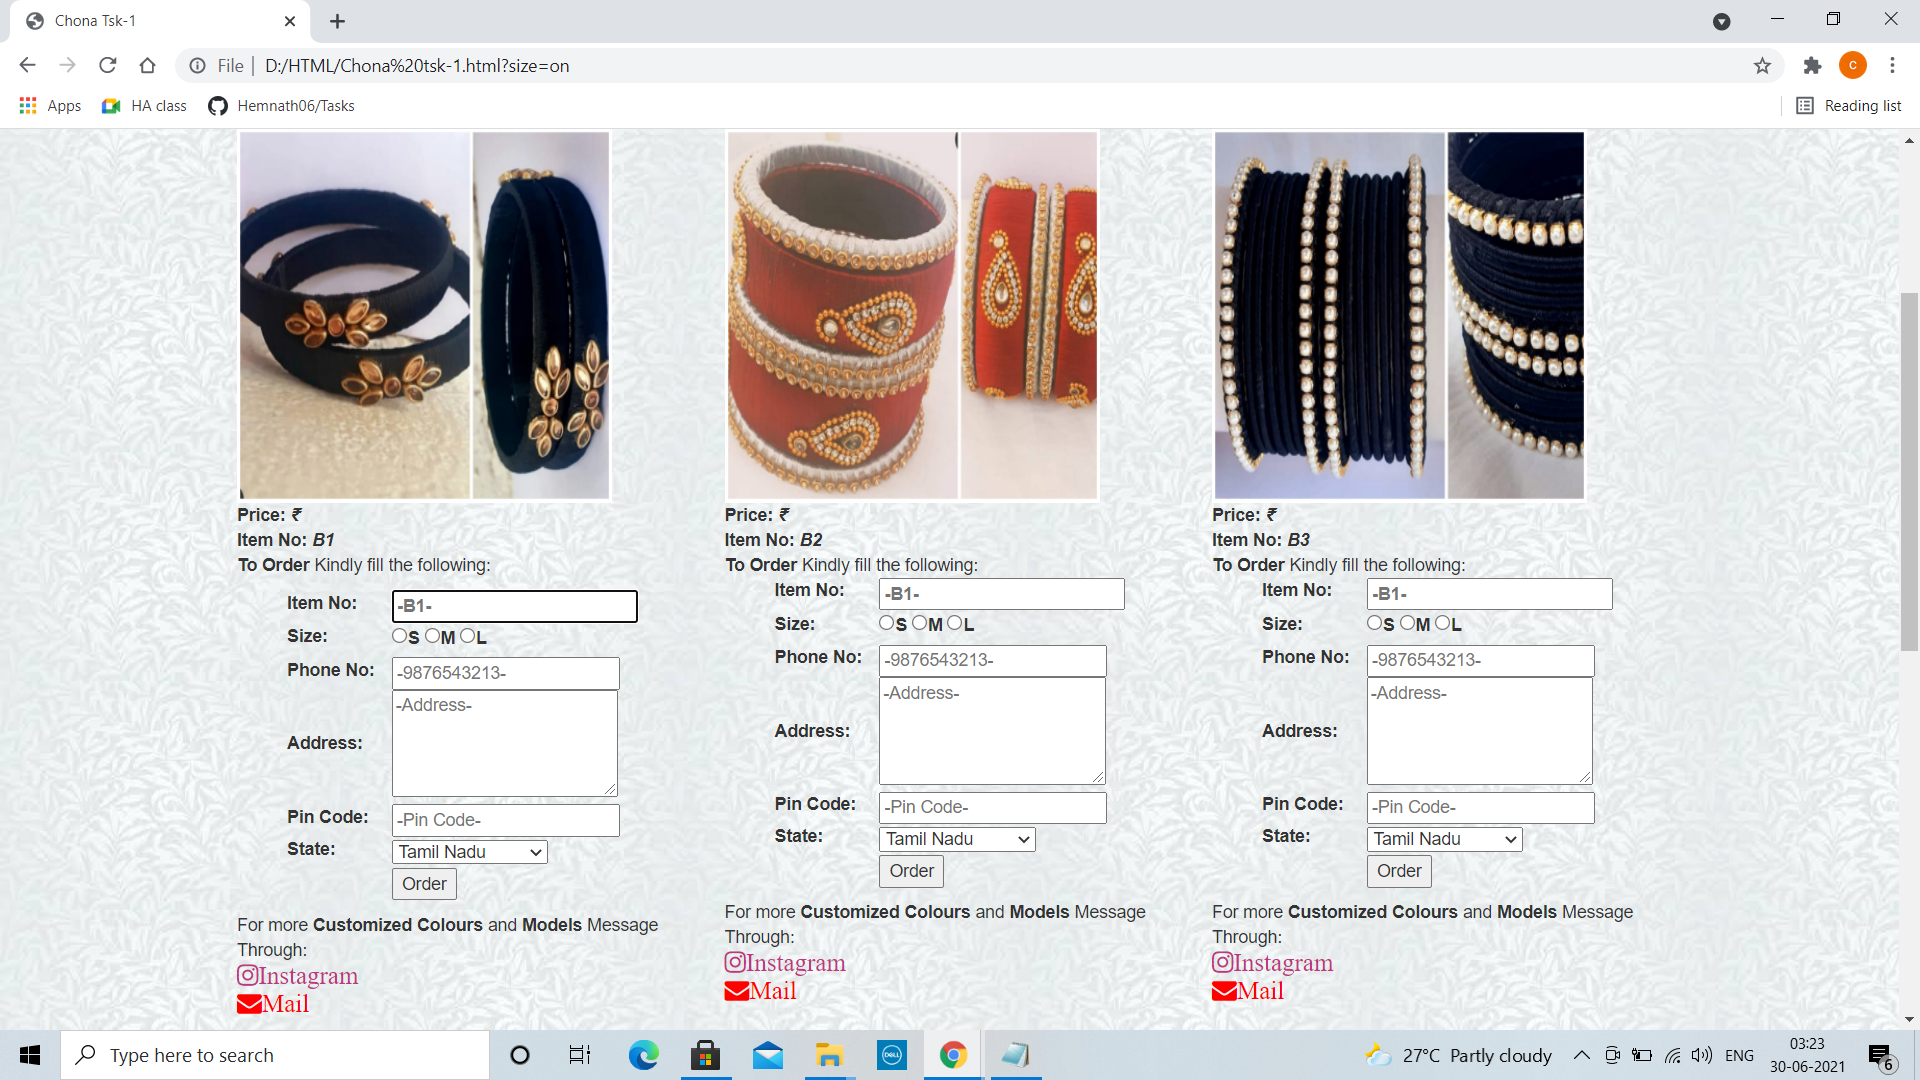 Chona Tsk-1
File | D:/HTML/Chona%20tsk-1.html?size=on
Apps HA class Hemnath06/Tasks Reading list
C
Price: ₹
Item No: B1
To Order Kindly fill the following:
Item No: -B1-
Size: S M L
Phone No: -9876543213-
Address: -Address-
Pin Code: -Pin Code-
State: Tamil Nadu
Order
For more Customized Colours and Models Message
Through:
Instagram
Mail
Price: ₹
Item No: B2
To Order Kindly fill the following:
Item No: -B1-
Size: S M L
Phone No: -9876543213-
Address: -Address-
Pin Code: -Pin Code-
State: Tamil Nadu
Order
For more Customized Colours and Models Message
Through:
Instagram
Mail
Price: ₹
Item No: B3
To Order Kindly fill the following:
Item No: -B1-
Size: S M L
Phone No: -9876543213-
Address: -Address-
Pin Code: -Pin Code-
State: Tamil Nadu
Order
For more Customized Colours and Models Message
Through:
Instagram
Mail
Type here to search
DELL
27°C Partly cloudy
ENG
03:23
30-06-2021
6